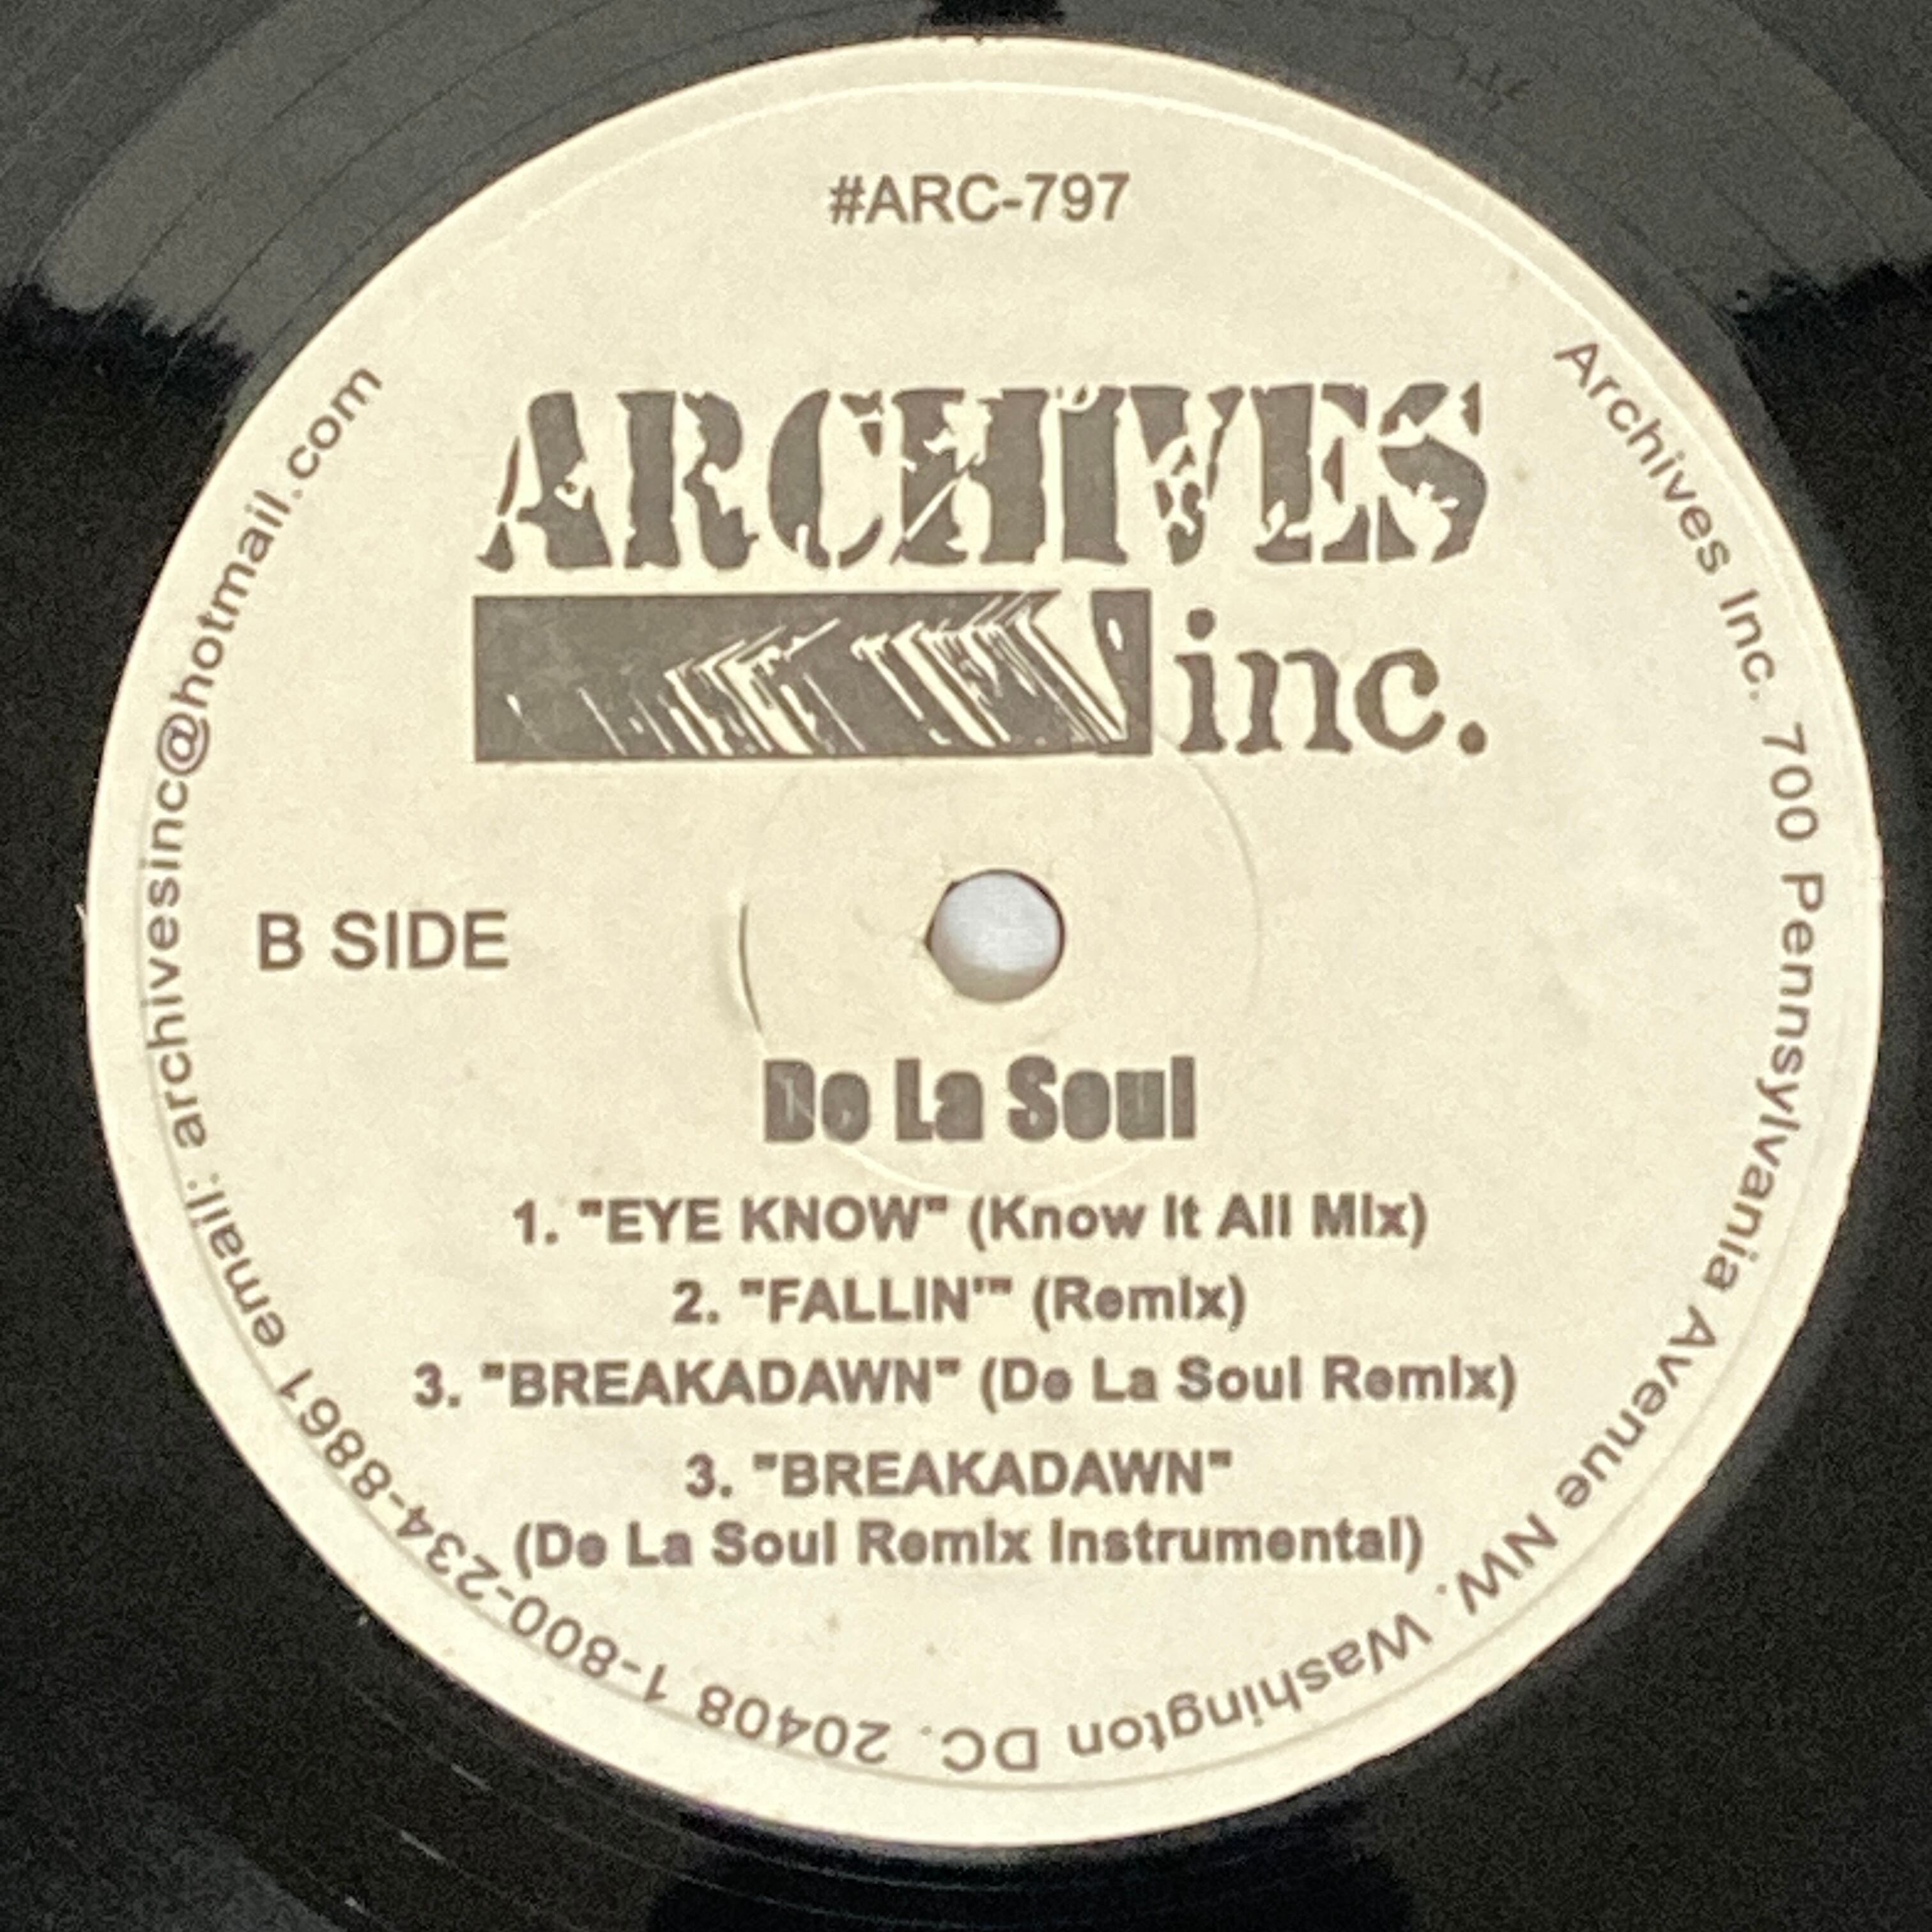 #ARC-797
ARCHIVES
inc.
B SIDE
De La Soul
1. "EYE KNOW" (Know It All Mix)
2. "FALLIN'" (Remix)
3. "BREAKADAWN" (De La Soul Remix)
3. "BREAKADAWN"
(De La Soul Remix Instrumental)
Archives Inc. 700 Pennsylvania Avenue NW. Washington DC. 20408 1-800-234-8861 email: archivesinc@hotmail.com